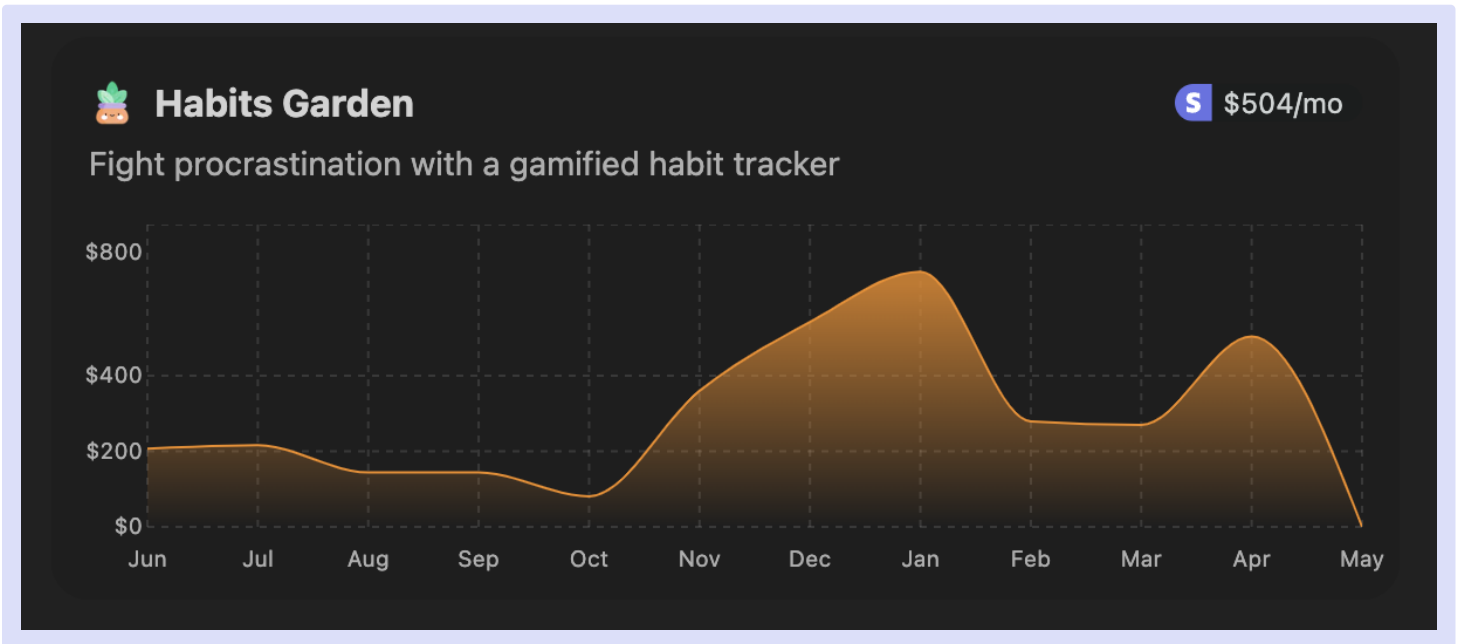 Habits Garden
S $504/mo
Fight procrastination with a gamified habit tracker
$800
$400
$200
$0
Jun Jul Aug Sep Oct Nov Dec Jan Feb Mar Apr May